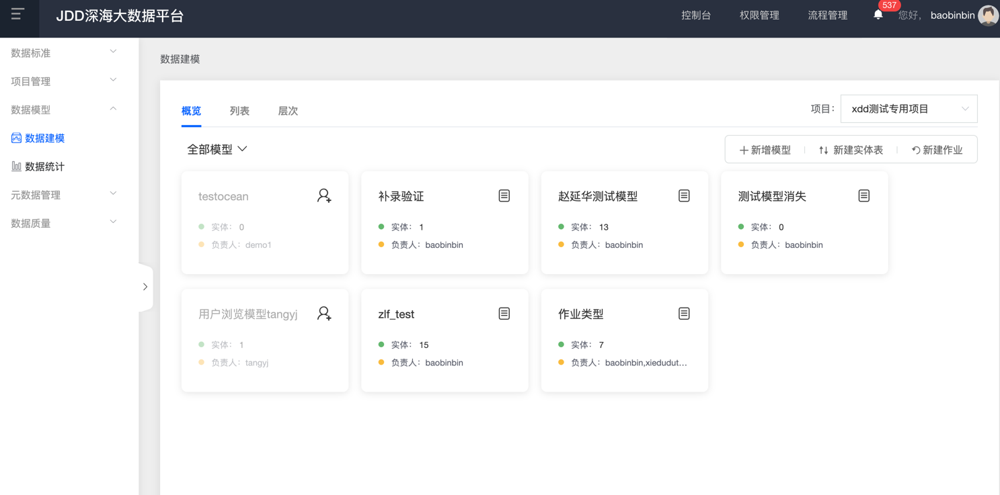 JDD深海大数据平台
控制台 权限管理 流程管理 537 您好, baobinbin
数据标准
项目管理
数据模型
数据建模
数据统计
元数据管理
数据质量
数据建模
概览 列表 层次
项目: xdd测试专用项目
全部模型
新增模型 新建实体表 新建作业
testocean
实体: 0
负责人: demo1
补录验证
实体: 1
负责人: baobinbin
赵延华测试模型
实体: 13
负责人: baobinbin
测试模型消失
实体: 0
负责人: baobinbin
用户浏览模型tangyj
实体: 1
负责人: tangyj
zlf_test
实体: 15
负责人: baobinbin
作业类型
实体: 7
负责人: baobinbin,xiedudut...